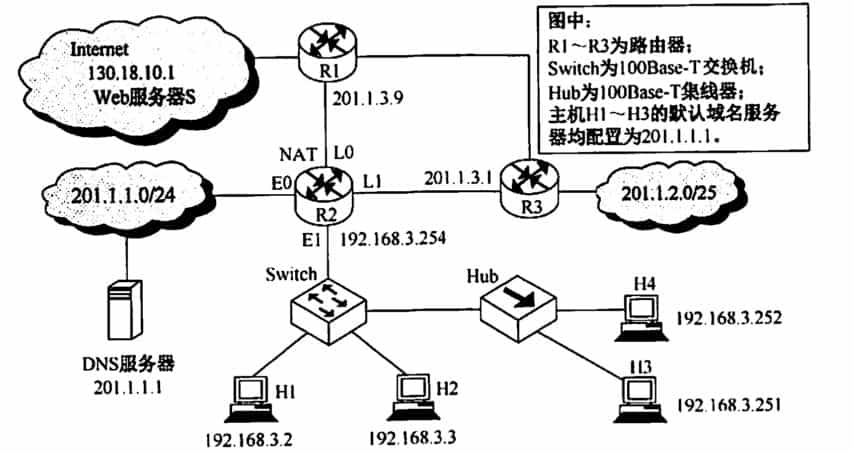 Internet
130.18.10.1
Web服务器S
R1
201.1.3.9
图中：
R1～R3为路由器；
Switch为100Base-T交换机；
Hub为100Base-T集线器；
主机H1～H3的默认域名服务
器均配置为201.1.1.1。
NAT
L0
201.1.1.0/24
E0
L1
R2
201.1.3.1
R3
201.1.2.0/25
E1
192.168.3.254
Switch
Hub
H4
192.168.3.252
DNS服务器
201.1.1.1
H1
192.168.3.2
H2
192.168.3.3
H3
192.168.3.251